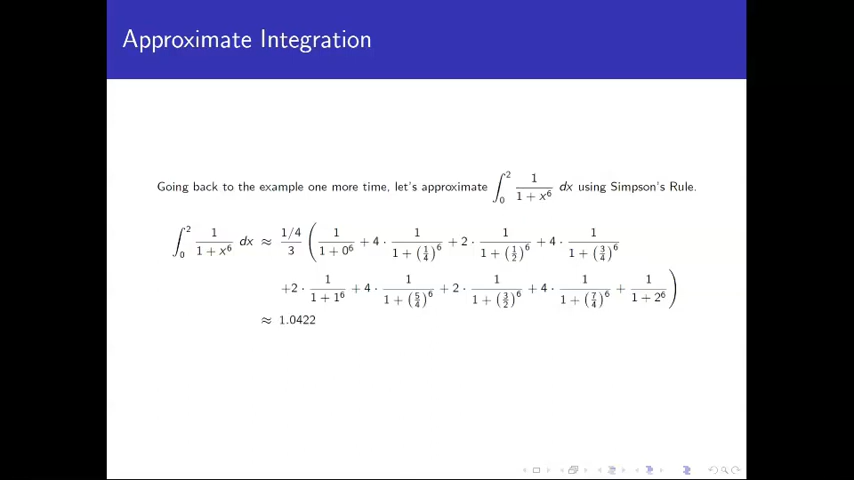 Approximate Integration
Going back to the example one more time, let's approximate ∫₀² 1/(1 + x⁶) dx using Simpson's Rule.
∫₀² 1/(1 + x⁶) dx ≈ (1/4)/3 ( 1/(1 + 0⁶) + 4 · 1/(1 + (1/4)⁶) + 2 · 1/(1 + (1/2)⁶) + 4 · 1/(1 + (3/4)⁶)
+2 · 1/(1 + 1⁶) + 4 · 1/(1 + (5/4)⁶) + 2 · 1/(1 + (3/2)⁶) + 4 · 1/(1 + (7/4)⁶) + 1/(1 + 2⁶) )
≈ 1.0422